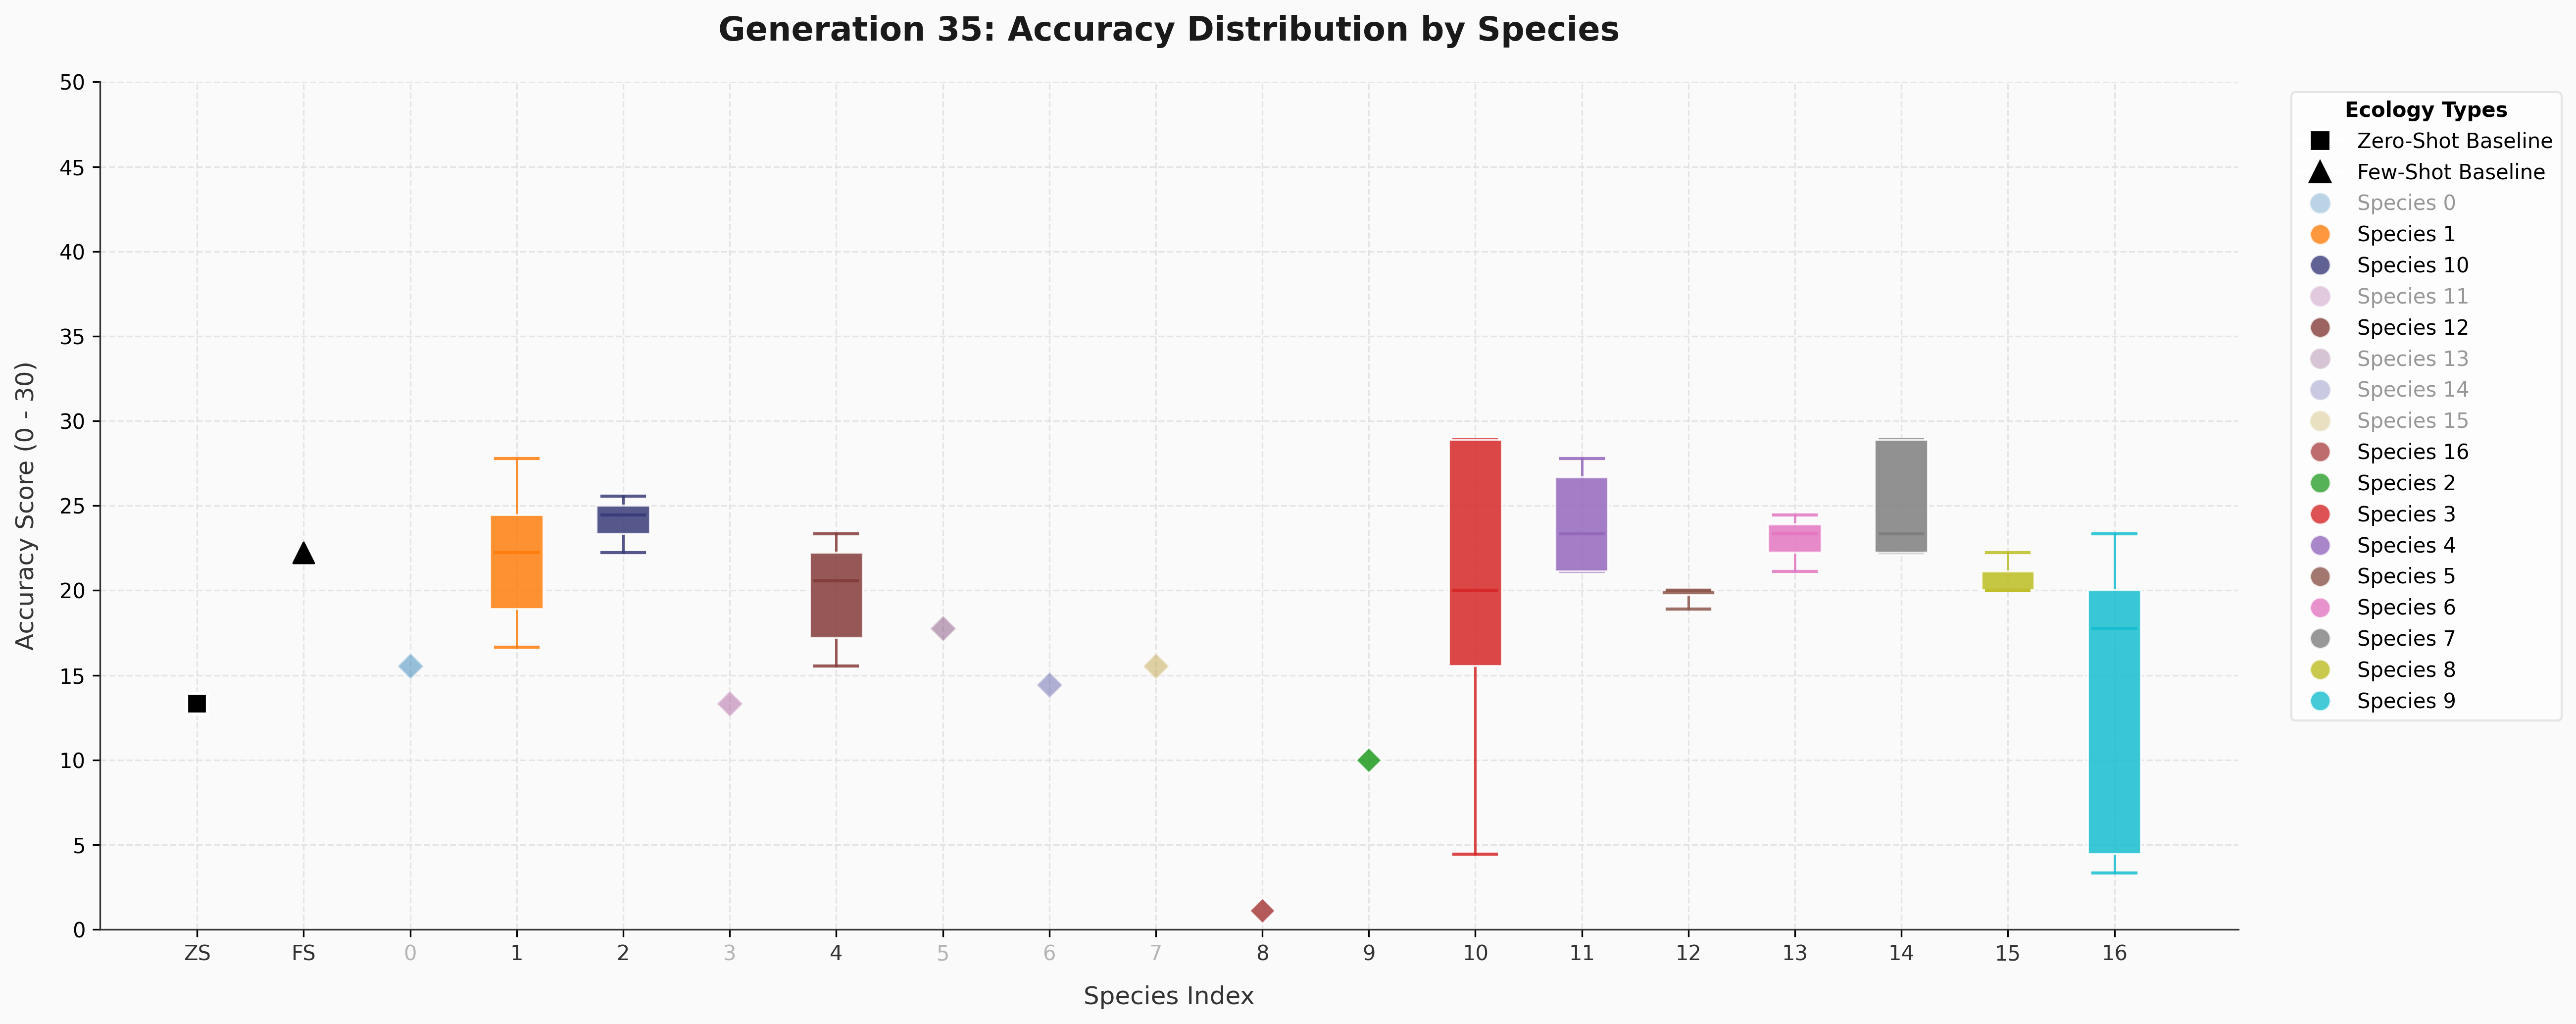 Generation 35: Accuracy Distribution by Species
50
45
40
35
30
25
20
15
10
5
0
Accuracy Score (0 - 30)
ZS FS 0 1 2 3 4 5 6 7 8 9 10 11 12 13 14 15 16
Species Index
Ecology Types
Zero-Shot Baseline
Few-Shot Baseline
Species 0
Species 1
Species 10
Species 11
Species 12
Species 13
Species 14
Species 15
Species 16
Species 2
Species 3
Species 4
Species 5
Species 6
Species 7
Species 8
Species 9